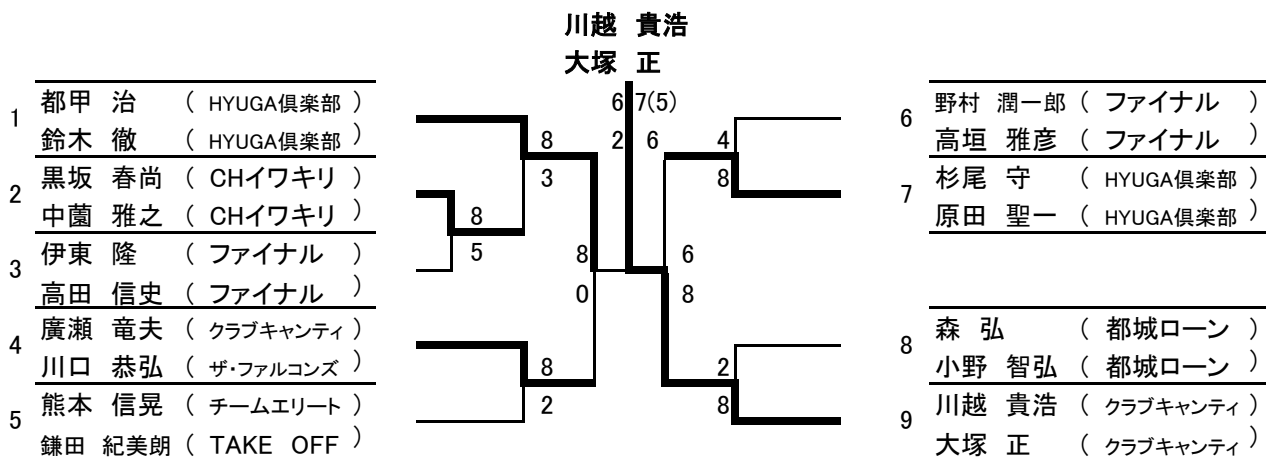 川越 貴浩
大塚 正
1
都甲 治 ( HYUGA倶楽部 )
鈴木 徹 ( HYUGA倶楽部 )
2
黒坂 春尚 ( CHイワキリ )
中薗 雅之 ( CHイワキリ )
3
伊東 隆 ( ファイナル )
高田 信史 ( ファイナル )
4
廣瀬 竜夫 ( クラブキャンティ )
川口 恭弘 ( ザ・ファルコンズ )
5
熊本 信晃 ( チームエリート )
鎌田 紀美朗 ( TAKE OFF )
6 7(5)
2 6
8
3
8
5
8
0
8
2
4
8
6
8
2
8
6
野村 潤一郎 ( ファイナル )
高垣 雅彦 ( ファイナル )
7
杉尾 守 ( HYUGA倶楽部 )
原田 聖一 ( HYUGA倶楽部 )
8
森 弘 ( 都城ローン )
小野 智弘 ( 都城ローン )
9
川越 貴浩 ( クラブキャンティ )
大塚 正 ( クラブキャンティ )